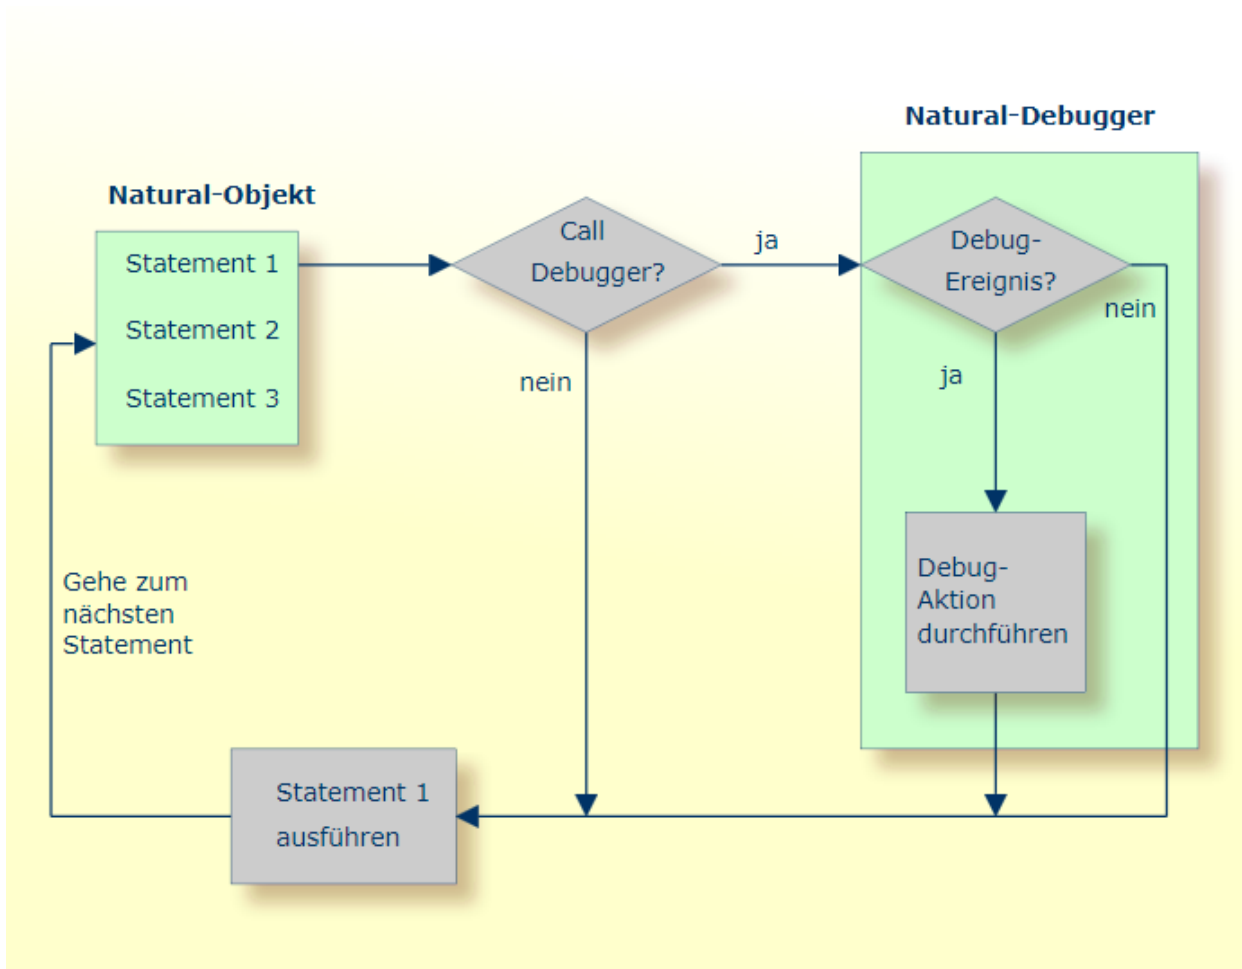 Natural-Debugger
Natural-Objekt
Statement 1
Statement 2
Statement 3
Call
Debugger?
ja
nein
Debug-
Ereignis?
nein
ja
Debug-
Aktion
durchführen
Gehe zum
nächsten
Statement
Statement 1
ausführen